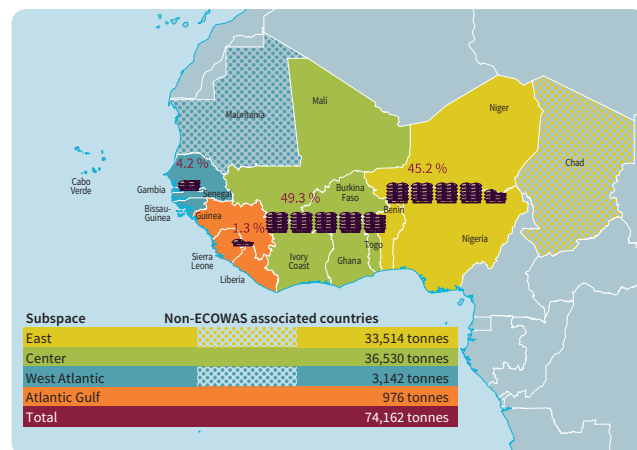 Mali
Niger
Mauritania
Chad
4.2 %
45.2 %
Cabo
Verde
Gambia
Senegal
49.3 %
Burkina
Faso
Benin
Bissau-
Guinea
Guinea
1.3 %
Nigeria
Togo
Sierra
Leone
Ivory
Coast
Ghana
Liberia
Subspace Non-ECOWAS associated countries
East 33,514 tonnes
Center 36,530 tonnes
West Atlantic 3,142 tonnes
Atlantic Gulf 976 tonnes
Total 74,162 tonnes